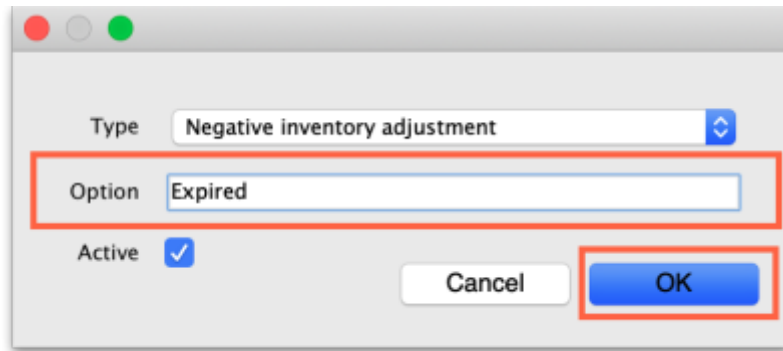 Type Negative inventory adjustment
Option Expired
Active
Cancel OK